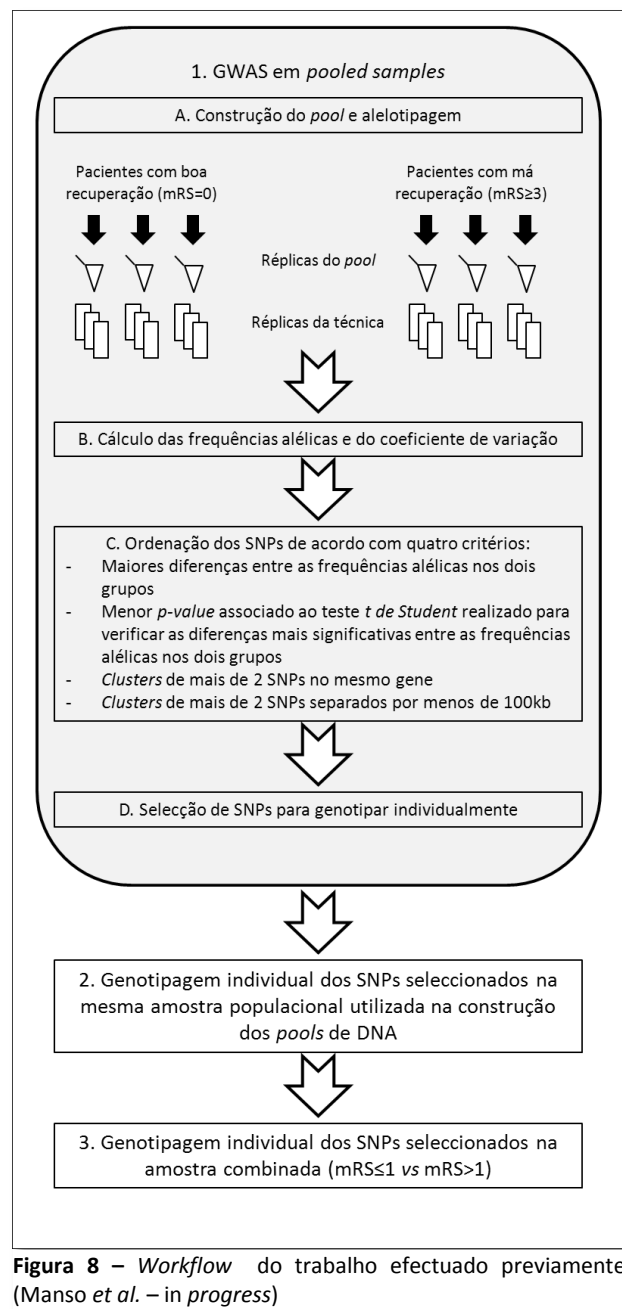 1. GWAS em pooled samples
A. Construção do pool e alelotipagem
Pacientes com boa
recuperação (mRS=0)
Pacientes com má
recuperação (mRS≥3)
Réplicas do pool
Réplicas da técnica
B. Cálculo das frequências alélicas e do coeficiente de variação
C. Ordenação dos SNPs de acordo com quatro critérios:
- Maiores diferenças entre as frequências alélicas nos dois
grupos
- Menor p-value associado ao teste t de Student realizado para
verificar as diferenças mais significativas entre as frequências
alélicas nos dois grupos
- Clusters de mais de 2 SNPs no mesmo gene
- Clusters de mais de 2 SNPs separados por menos de 100kb
D. Selecção de SNPs para genotipar individualmente
2. Genotipagem individual dos SNPs seleccionados na
mesma amostra populacional utilizada na construção
dos pools de DNA
3. Genotipagem individual dos SNPs seleccionados na
amostra combinada (mRS≤1 vs mRS>1)
Figura 8 – Workflow do trabalho efectuado previamente
(Manso et al. – in progress)